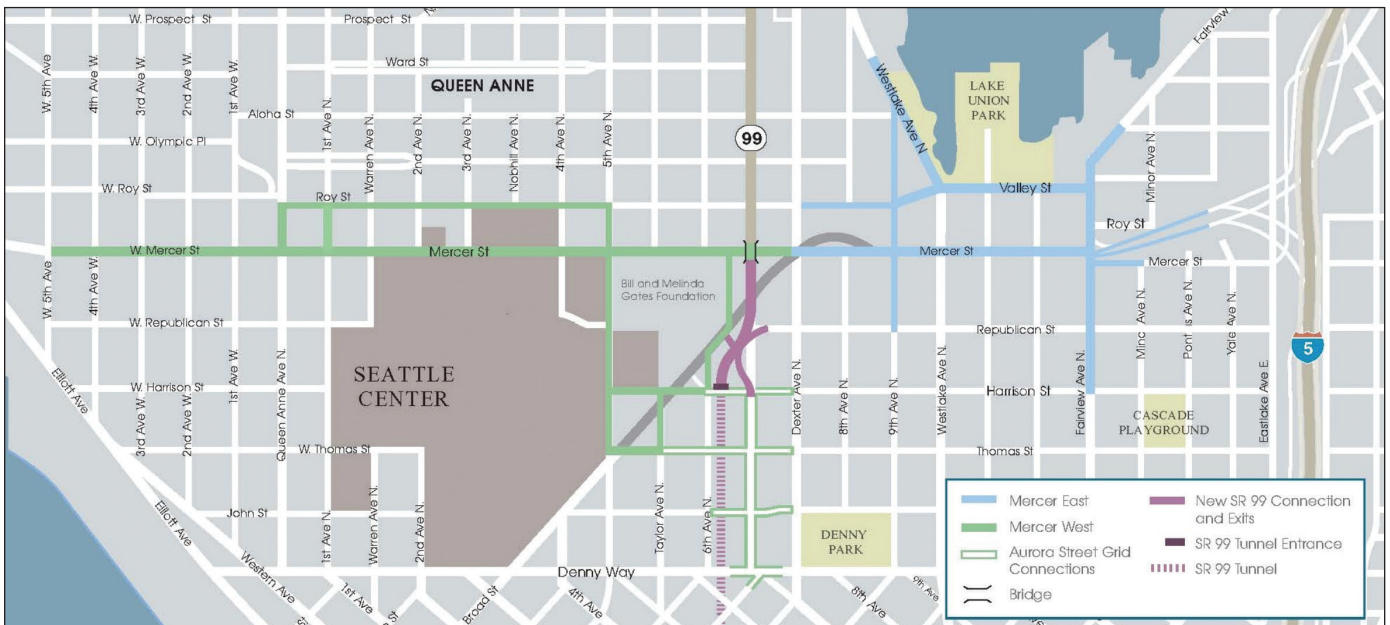 W. Prospect St
Prospect St
Fairview
Ward St
QUEEN ANNE
Westlake Ave N
LAKE
UNION
PARK
W. 5th Ave
4th Ave W.
3rd Ave W.
2nd Ave W.
1st Ave W.
Aloha St
99
W. Olympic Pl
1st Ave N.
Warren Ave N.
2nd Ave N.
3rd Ave N.
Nobhill Ave N.
4th Ave N.
5th Ave N.
Minor Ave N.
W. Roy St
Roy St
Valley St
Roy St
W. Mercer St
Mercer St
Mercer St
Mercer St
W. 5th Ave
4th Ave W.
Bill and Melinda
Gates Foundation
W. Republican St
Republican St
Yale Ave N.
5
Elliott Ave
SEATTLE
CENTER
W. Harrison St
1st Ave W.
Queen Anne Ave N.
Harrison St
3rd Ave W.
2nd Ave W.
Dexter Ave N.
8th Ave N.
9th Ave N.
Westlake Ave N.
Fairview Ave N.
CASCADE
PLAYGROUND
Eastlake Ave E.
W. Thomas St
Thomas St
Elliott Ave
John St
1st Ave N.
Warren Ave N.
2nd Ave N.
Taylor Ave N.
6th Ave N.
DENNY
PARK
Western Ave
1st Ave
Broad St
Denny Way
4th Ave
8th Ave
9th Ave
Mercer East
Mercer West
Aurora Street Grid
Connections
Bridge
New SR 99 Connection
and Exits
SR 99 Tunnel Entrance
SR 99 Tunnel